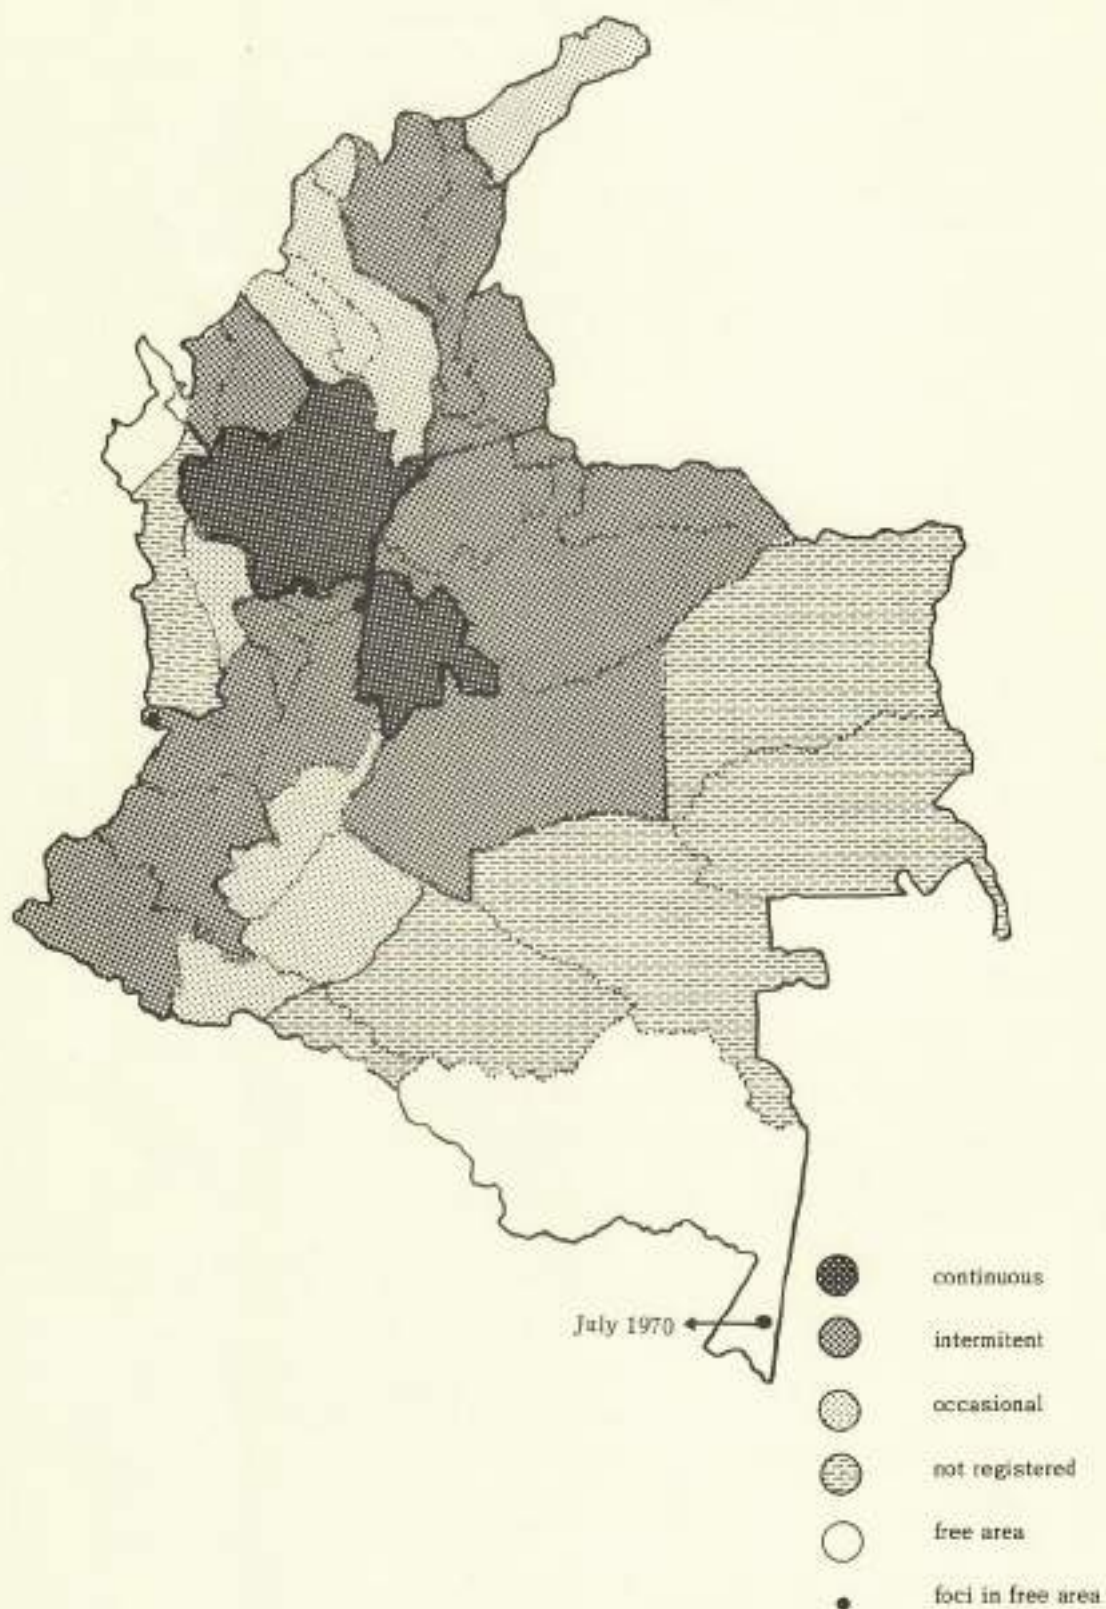 July 1970
continuous
intermitent
occasional
not registered
free area
foci in free area